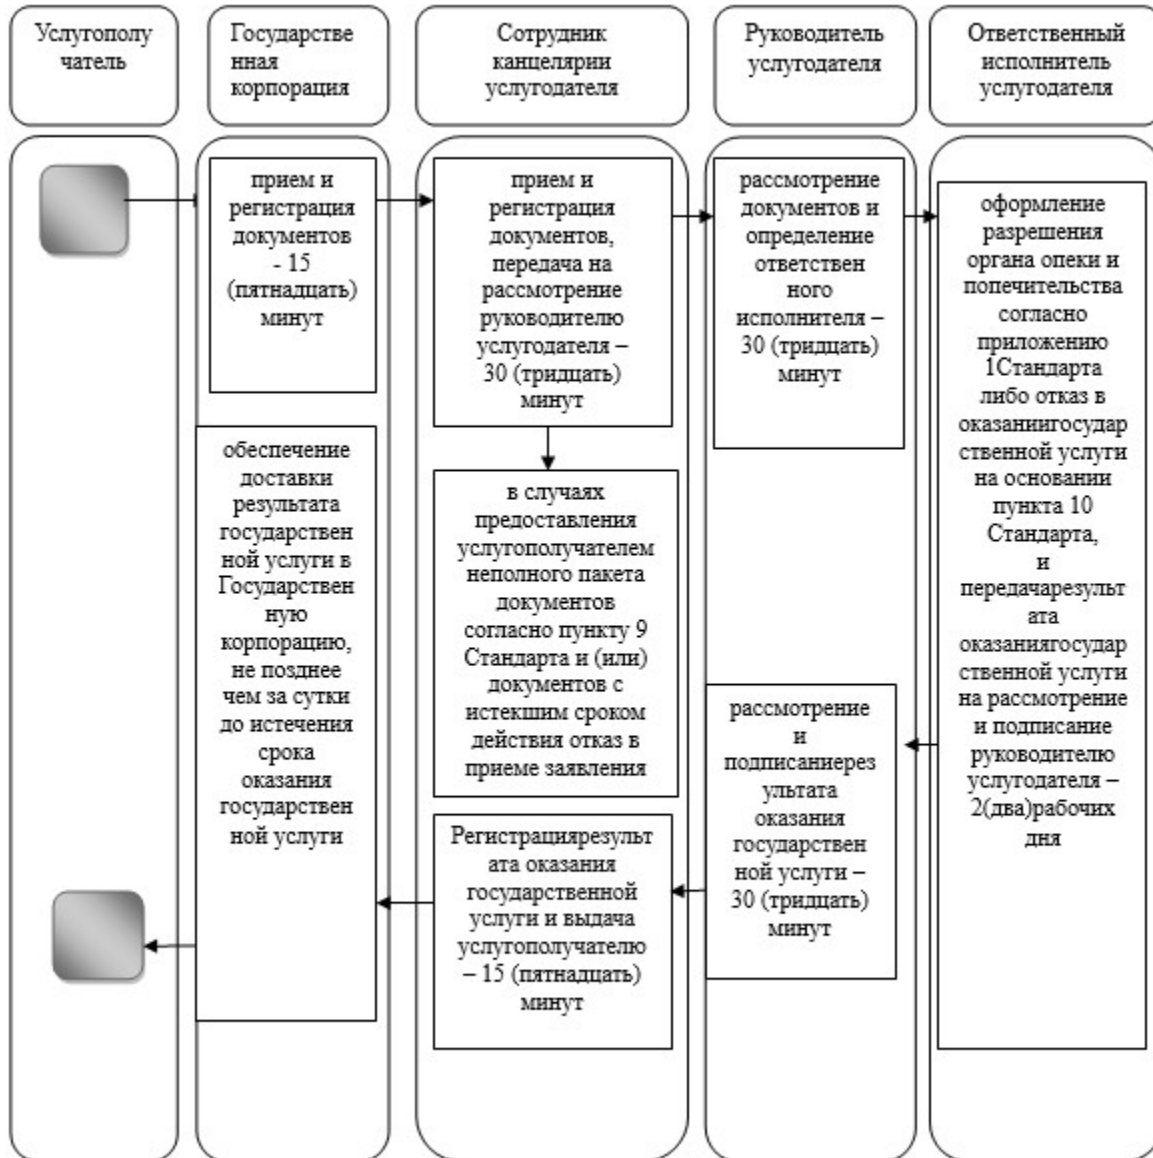 Услугополу
чатель
Государстве
нная
корпорация
Сотрудник
канцелярии
услугодателя
Руководитель
услугодателя
Ответственный
исполнитель
услугодателя
прием и
регистрация
документов
- 15
(пятнадцать)
минут
прием и
регистрация
документов,
передача на
рассмотрение
руководителю
услугодателя –
30 (тридцать)
минут
рассмотрение
документов и
определение
ответствен
ного
исполнителя –
30 (тридцать)
минут
оформление
разрешения
органа опеки и
попечительства
согласно
приложению
1Стандарта
либо отказ в
оказаниигосудар
ственной услуги
на основании
пункта 10
Стандарта,
и
передачарезульт
ата
оказаниягосудар
ственной услуги
на рассмотрение
и подписание
руководителю
услугодателя –
2(два)рабочих
дня
обеспечение
доставки
результата
государствен
ной услуги в
Государствен
ную
корпорацию,
не позднее
чем за сутки
до истечения
срока
оказания
государствен
ной услуги
в случаях
предоставления
услугополучателем
неполного пакета
документов
согласно пункту 9
Стандарта и (или)
документов с
истекшим сроком
действия отказ в
приеме заявления
рассмотрение
и
подписаниерез
ультата
оказания
государствен
ной услуги –
30 (тридцать)
минут
Регистрациярезульт
ата оказания
государственной
услуги и выдача
услугополучателю
– 15 (пятнадцать)
минут